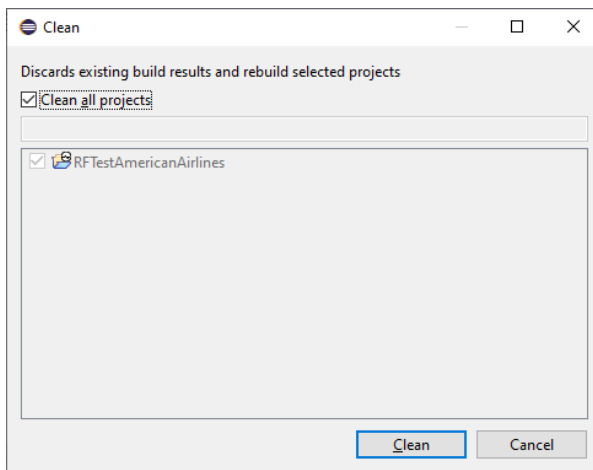 Clean
Discards existing build results and rebuild selected projects
Clean all projects
RFTestAmericanAirlines
Clean
Cancel